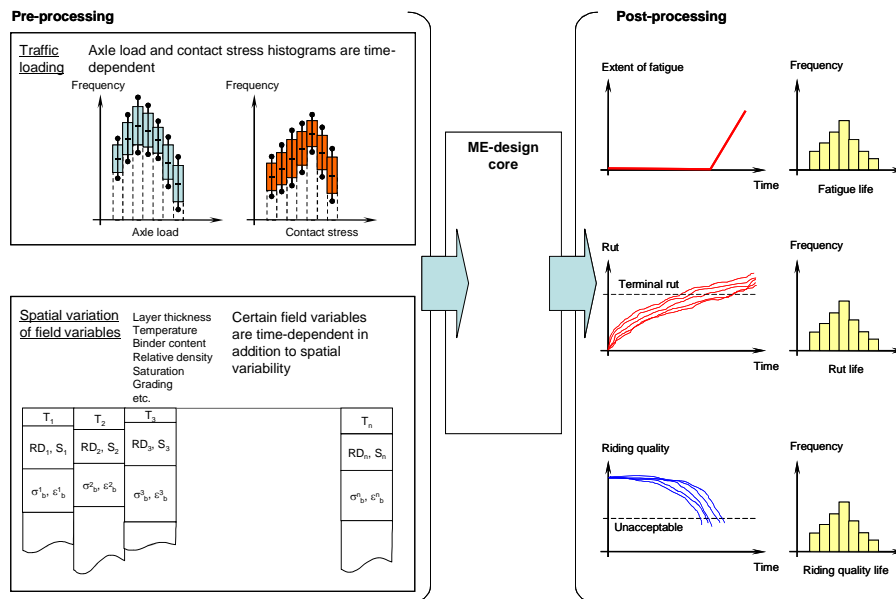 Pre-processing
Traffic
loading
Axle load and contact stress histograms are time-
dependent
Frequency
Axle load
Frequency
Contact stress
Spatial variation
of field variables
Layer thickness
Temperature
Binder content
Relative density
Saturation
Grading
etc.
Certain field variables
are time-dependent in
addition to spatial
variability
T1
T2
T3
Tn
RD1, S1
RD2, S2
RD3, S3
RDn, Sn
σ1b, ε1b
σ2b, ε2b
σ3b, ε3b
σnb, εnb
ME-design
core
Post-processing
Extent of fatigue
Time
Frequency
Fatigue life
Rut
Terminal rut
Time
Frequency
Rut life
Riding quality
Unacceptable
Time
Frequency
Riding quality life